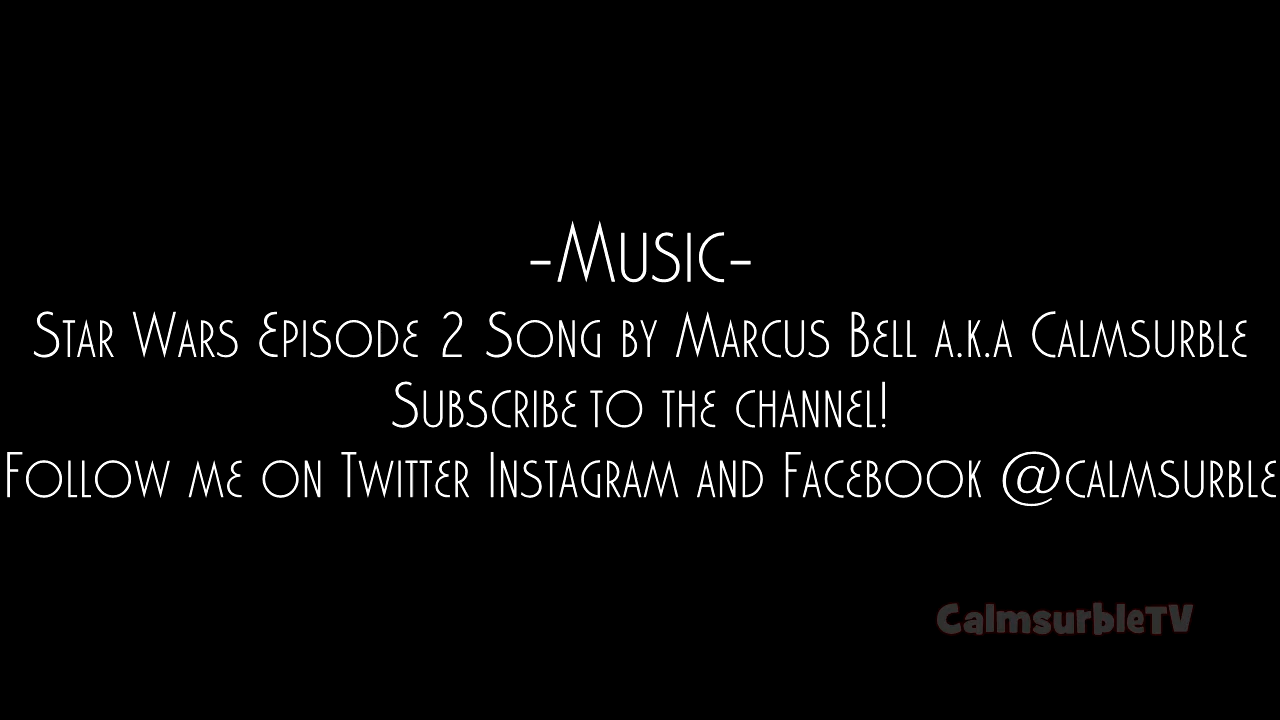 -Music-
Star Wars Episode 2 Song by Marcus Bell a.k.a Calmsurble
Subscribe to the channel!
Follow me on Twitter Instagram and Facebook @calmsurble
CalmsurbleTV